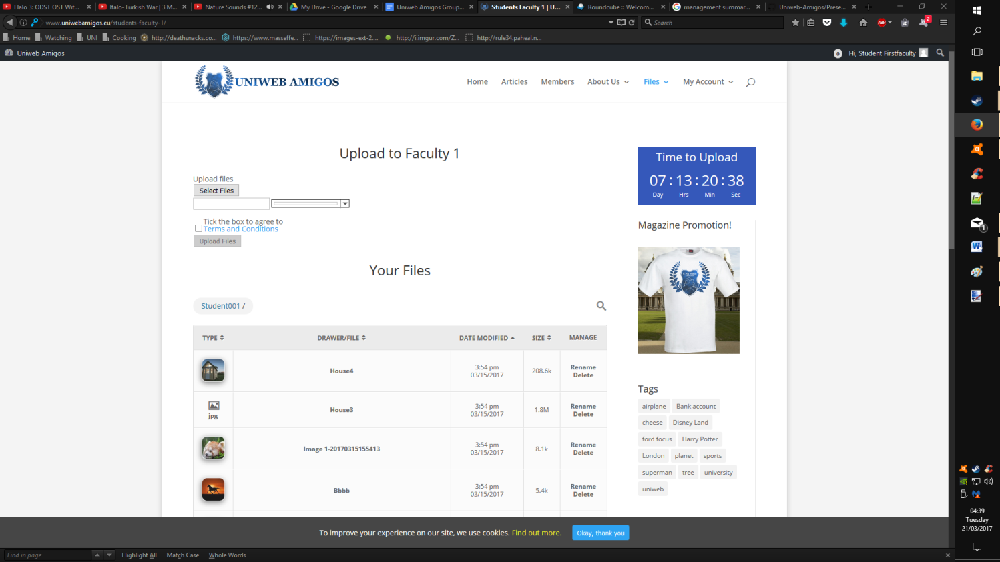 Halo 3: ODST OST Wit...
Italo-Turkish War | 3 M...
Nature Sounds #12...
My Drive - Google Drive
Uniweb Amigos Group...
Students Faculty 1 | U...
Roundcube :: Welcom...
management summar...
Uniweb-Amigos/Prese...
www.uniwebamigos.eu/students-faculty-1/
Search
ABP
2
Home
Watching
UNI
Cooking
http://deathsnacks.co...
https://www.masseffe...
https://images-ext-2....
http://i.imgur.com/Z...
http://rule34.paheal.n...
Uniweb Amigos
0
Hi, Student Firstfaculty
UNIWEB AMIGOS
Home
Articles
Members
About Us
Files
My Account
Upload to Faculty 1
Upload files
Select Files
Tick the box to agree to
Terms and Conditions
Upload Files
Your Files
Student001 /
TYPE
DRAWER/FILE
DATE MODIFIED
SIZE
MANAGE
House4
3:54 pm
03/15/2017
208.6k
Rename
Delete
jpg
House3
3:54 pm
03/15/2017
1.8M
Rename
Delete
Image 1-20170315155413
3:54 pm
03/15/2017
8.1k
Rename
Delete
Bbbb
3:54 pm
03/15/2017
5.4k
Rename
Delete
Time to Upload
07 : 13 : 20 : 38
Day Hrs Min Sec
Magazine Promotion!
UNIWEB
Tags
airplane
Bank account
cheese
Disney Land
ford focus
Harry Potter
London
planet
sports
superman
tree
university
uniweb
To improve your experience on our site, we use cookies. Find out more.
Okay, thank you
Find in page
Highlight All
Match Case
Whole Words
1
04:39
Tuesday
21/03/2017